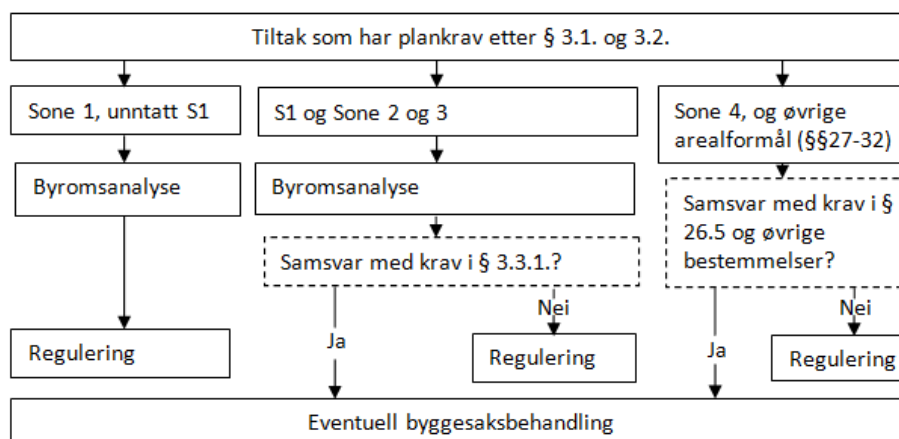 Tiltak som har plankrav etter § 3.1. og 3.2.
Sone 1, unntatt S1
Byromsanalyse
Regulering
S1 og Sone 2 og 3
Byromsanalyse
Samsvar med krav i § 3.3.1.?
Ja
Nei
Regulering
Sone 4, og øvrige
arealformål (§§27-32)
Samsvar med krav i §
26.5 og øvrige
bestemmelser?
Ja
Nei
Regulering
Eventuell byggesaksbehandling